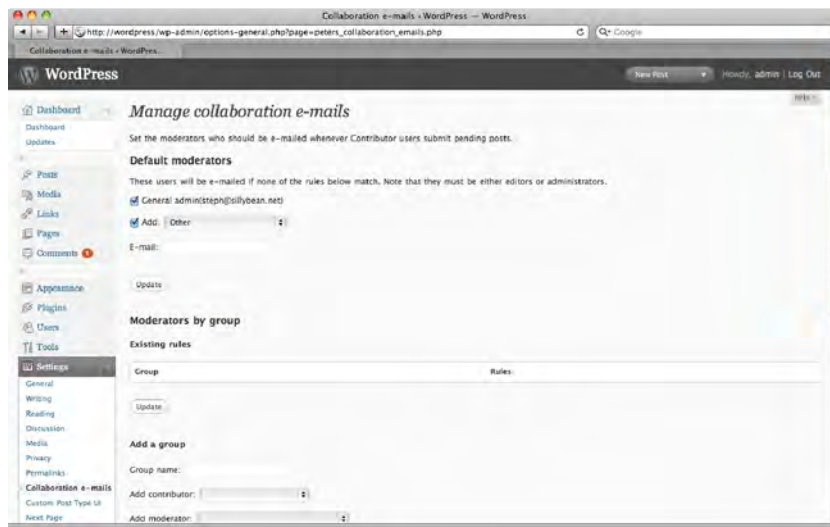 Collaboration e-mails ‹ WordPress — WordPress
http://wordpress/wp-admin/options-general.php?page=peters_collaboration_emails.php
Google
Collaboration e-mails ‹ WordPres...
WordPress
New Post
Howdy, admin | Log Out
Help
Dashboard
Dashboard
Updates
Posts
Media
Links
Pages
Comments 1
Appearance
Plugins
Users
Tools
Settings
General
Writing
Reading
Discussion
Media
Privacy
Permalinks
Collaboration e-mails
Custom Post Type UI
Next Page
Manage collaboration e-mails
Set the moderators who should be e-mailed whenever Contributor users submit pending posts.
Default moderators
These users will be e-mailed if none of the rules below match. Note that they must be either editors or administrators.
General admin(steph@sillybean.net)
Add: Other
E-mail:
Update
Moderators by group
Existing rules
Group Rules
Update
Add a group
Group name:
Add contributor:
Add moderator: